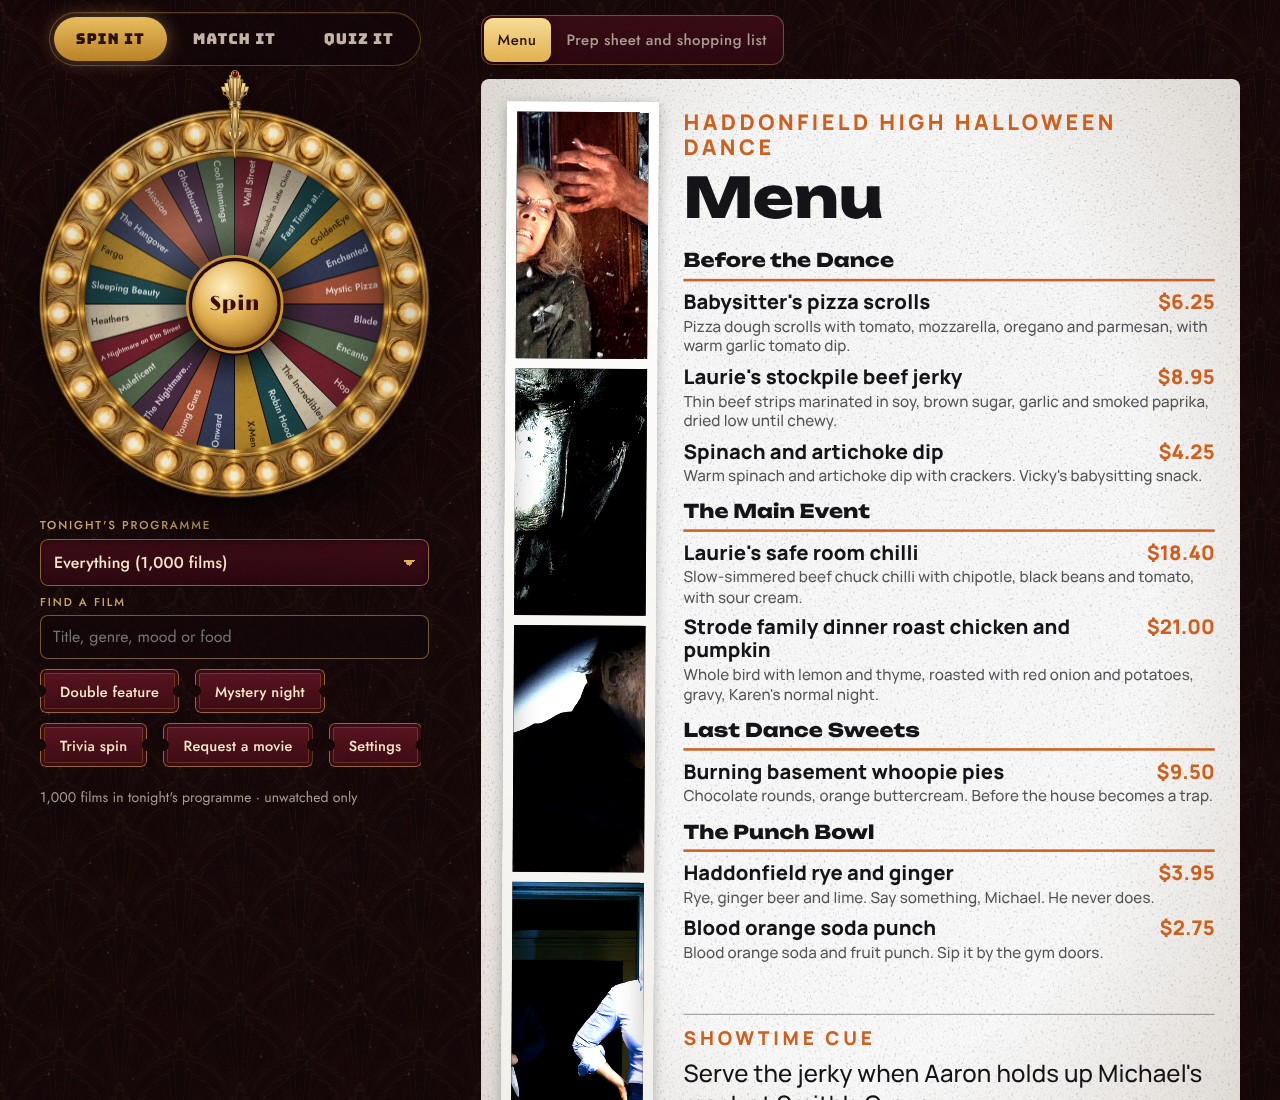 SPIN IT
MATCH IT
QUIZ IT
Menu
Prep sheet and shopping list
Cool Runnings
Wall Street
Big Trouble in Little China
Fast Times at...
GoldenEye
Enchanted
Mystic Pizza
Blade
Encanto
Hop
The Incredibles
Robin Hood
X-Men
Onward
Young Guns
The Nightmare...
Maleficent
A Nightmare on Elm Street
Heathers
Sleeping Beauty
Fargo
The Hangover
Mission
Ghostbusters
Spin
TONIGHT'S PROGRAMME
Everything (1,000 films)
FIND A FILM
Title, genre, mood or food
Double feature
Mystery night
Trivia spin
Request a movie
Settings
1,000 films in tonight's programme · unwatched only
HADDONFIELD HIGH HALLOWEEN
DANCE
Menu
Before the Dance
Babysitter's pizza scrolls $6.25
Pizza dough scrolls with tomato, mozzarella, oregano and parmesan, with
warm garlic tomato dip.
Laurie's stockpile beef jerky $8.95
Thin beef strips marinated in soy, brown sugar, garlic and smoked paprika,
dried low until chewy.
Spinach and artichoke dip $4.25
Warm spinach and artichoke dip with crackers. Vicky's babysitting snack.
The Main Event
Laurie's safe room chilli $18.40
Slow-simmered beef chuck chilli with chipotle, black beans and tomato,
with sour cream.
Strode family dinner roast chicken and $21.00
pumpkin
Whole bird with lemon and thyme, roasted with red onion and potatoes,
gravy, Karen's normal night.
Last Dance Sweets
Burning basement whoopie pies $9.50
Chocolate rounds, orange buttercream. Before the house becomes a trap.
The Punch Bowl
Haddonfield rye and ginger $3.95
Rye, ginger beer and lime. Say something, Michael. He never does.
Blood orange soda punch $2.75
Blood orange soda and fruit punch. Sip it by the gym doors.
SHOWTIME CUE
Serve the jerky when Aaron holds up Michael's